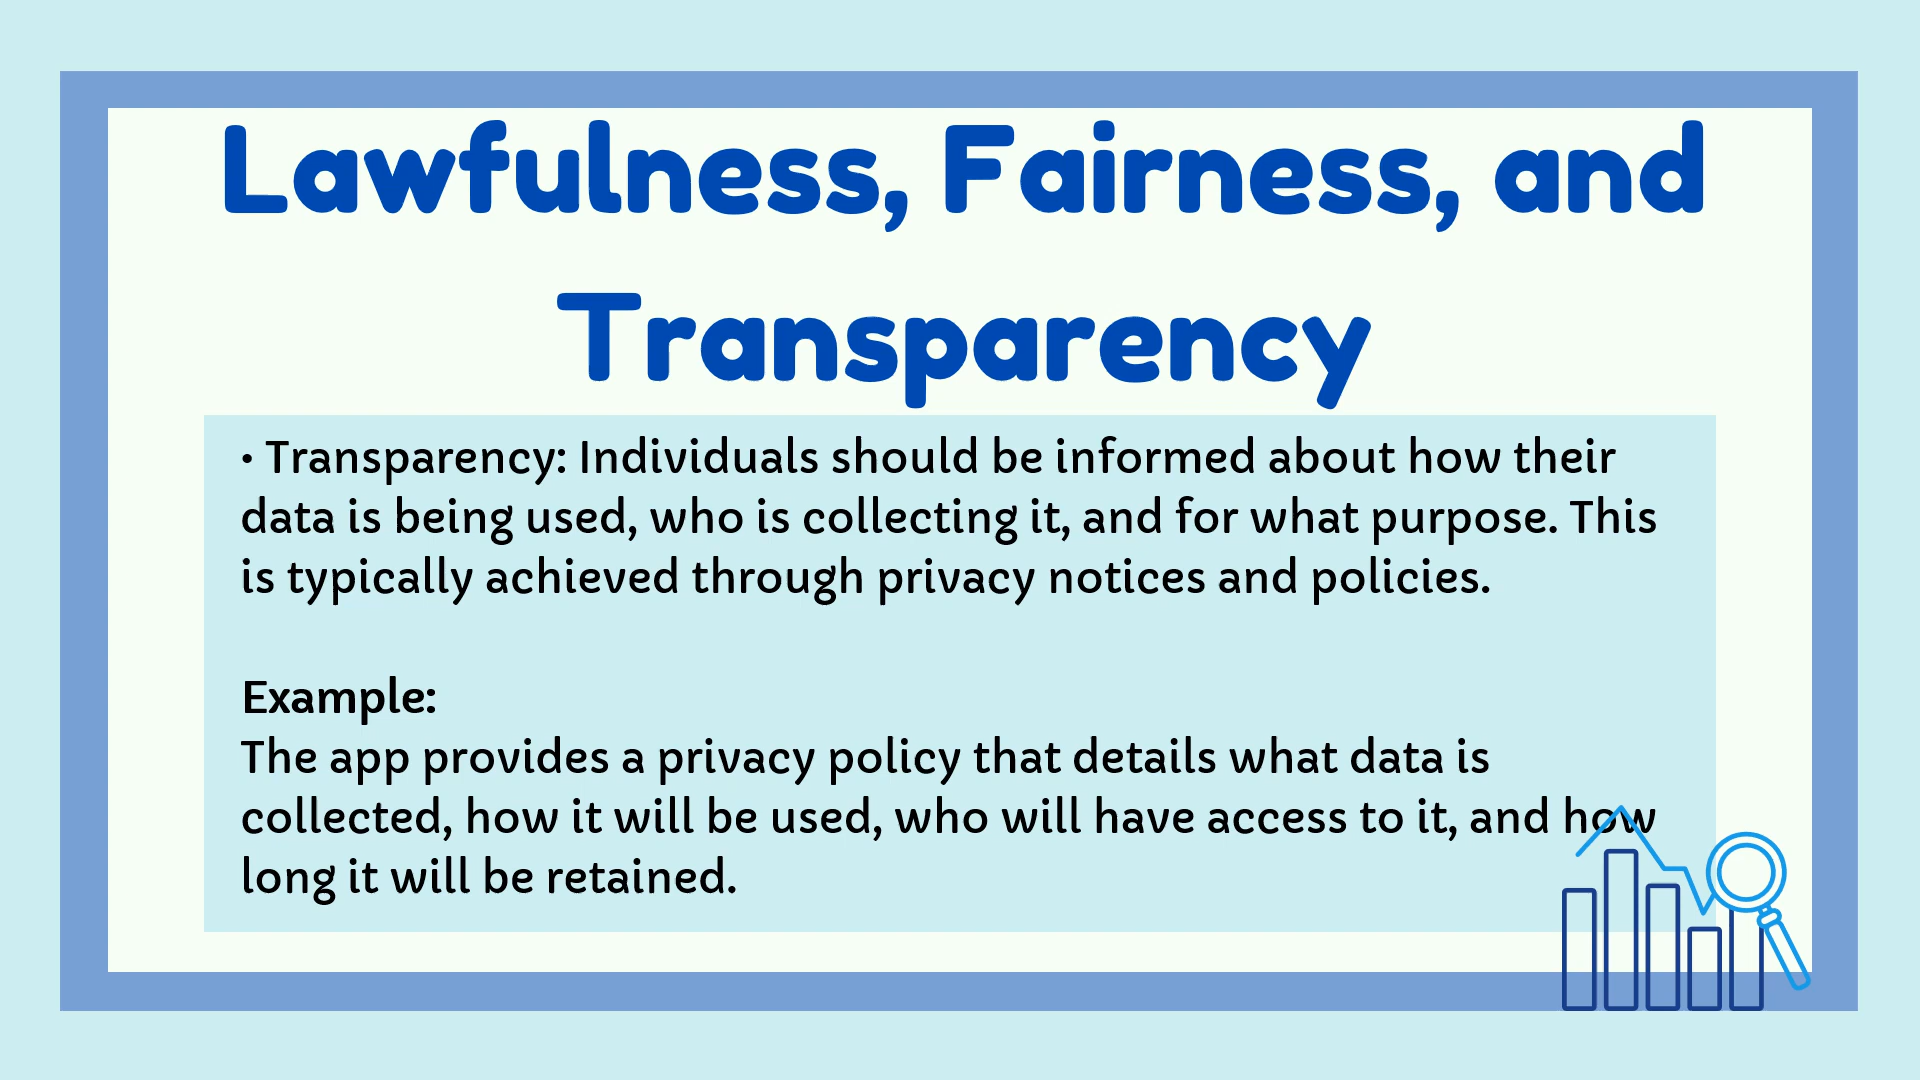 Lawfulness, Fairness, and
Transparency
• Transparency: Individuals should be informed about how their
data is being used, who is collecting it, and for what purpose. This
is typically achieved through privacy notices and policies.
Example:
The app provides a privacy policy that details what data is
collected, how it will be used, who will have access to it, and how
long it will be retained.